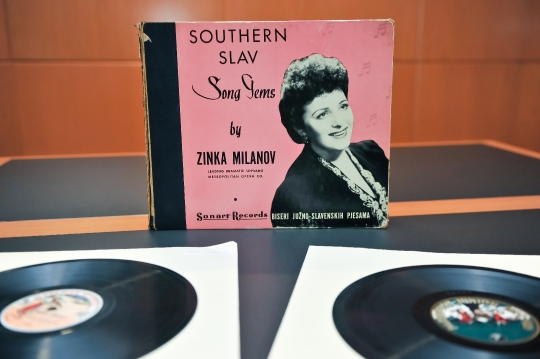 SOUTHERN
SLAV
Song Gems
by
ZINKA MILANOV
LEADING DRAMATIC SOPRANO
METROPOLITAN OPERA CO.
Sonart Records
BISERI JUŽNO-SLAVENSKIH PJESAMA